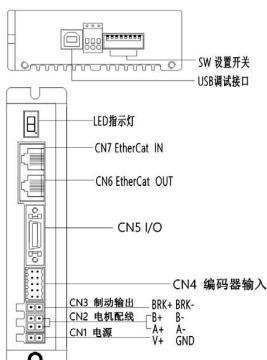 SW 设置开关
USB调试接口
LED指示灯
CN7 EtherCat IN
CN6 EtherCat OUT
CN5 I/O
CN4 编码器输入
CN3 制动输出 BRK+ BRK-
CN2 电机配线 B+ B-
A+ A-
CN1 电源 V+ GND